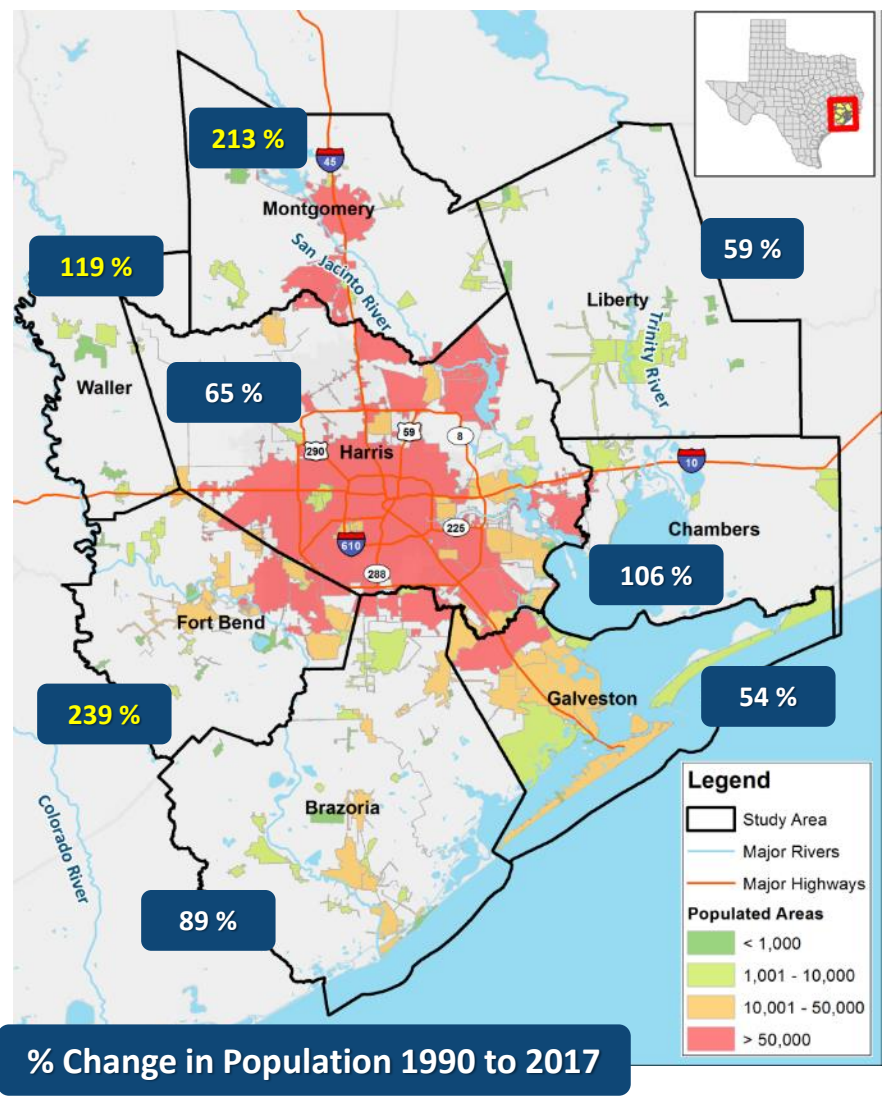 213 %
45
Montgomery
San Jacinto River
119 %
59 %
Liberty
Trinity River
Waller
65 %
59
8
290
Harris
10
225
Chambers
610
288
106 %
Fort Bend
239 %
Galveston
54 %
Brazoria
Colorado River
89 %
Legend
Study Area
Major Rivers
Major Highways
Populated Areas
< 1,000
1,001 - 10,000
10,001 - 50,000
> 50,000
% Change in Population 1990 to 2017